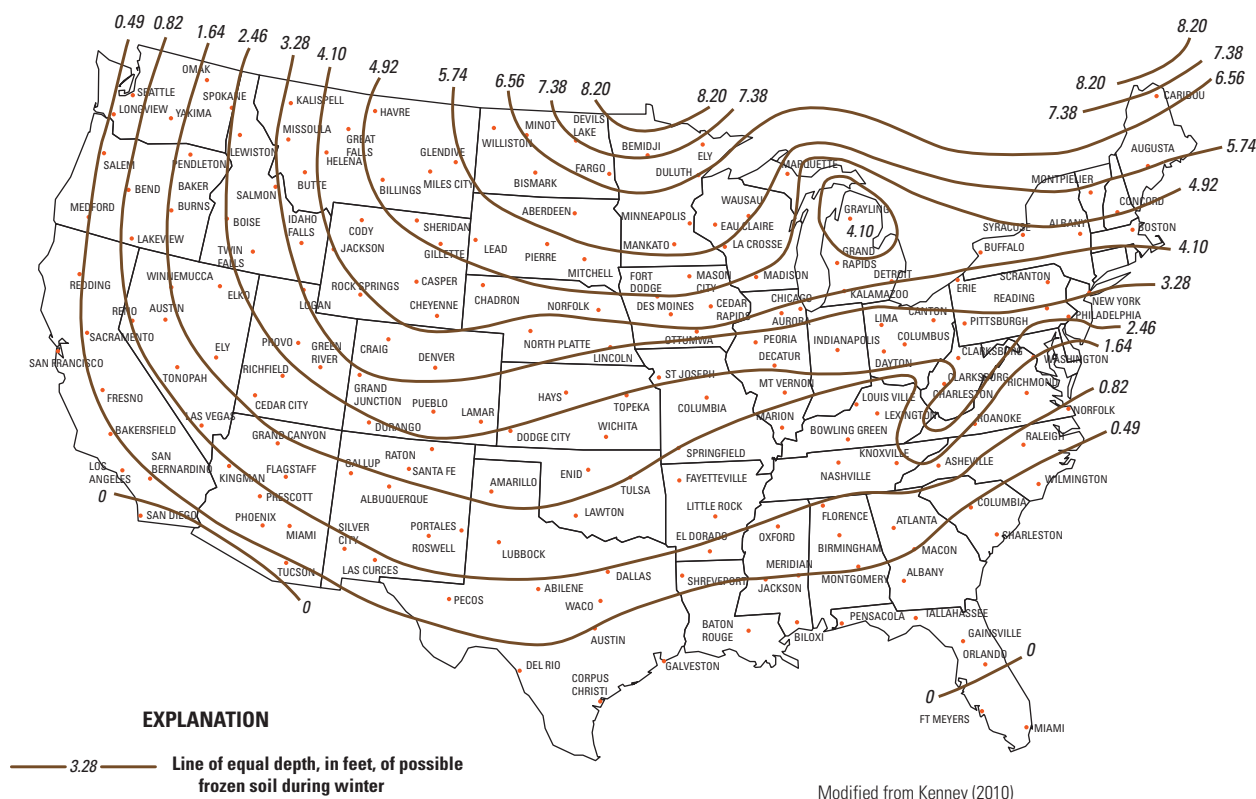 0.49 0.82 1.64 2.46 3.28 4.10 4.92 5.74 6.56 7.38 8.20 8.20 7.38 8.20 8.20 7.38 7.38 6.56
OMAK
SEATTLE
SPOKANE
LONGVIEW
YAKIMA
KALISPELL
HAVRE
MISSOULA
GREAT
FALLS
HELENA
LEWISTON
SALEM
PENDLETON
BEND
BAKER
BURNS
SALMON
BUTTE
BILLINGS
GLENDIVE
MILES CITY
WILLISTON
MINOT
DEVILS
LAKE
BISMARK
FARGO
BEMIDJI
ELY
DULUTH
MARQUETTE
CARIBOU
AUGUSTA
5.74
MONTPIELIER
4.92
CONCORD
MEDFORD
LAKEVIEW
BOISE
TWIN
FALLS
IDAHO
FALLS
CODY
JACKSON
SHERIDAN
GILLETTE
LEAD
ABERDEEN
PIERRE
MITCHELL
MINNEAPOLIS
MANKATO
WAUSAU
EAU CLAIRE
LA CROSSE
GRAYLING
4.10
GRAND
RAPIDS
SYRACUSE
ALBANY
BOSTON
BUFFALO
4.10
REDDING
WINNEMUCCA
AUSTIN
ELKO
LOGAN
ROCK SPRINGS
CASPER
CHEYENNE
CHADRON
NORFOLK
FORT
DODGE
MASON
CITY
DES MOINES
CEDAR
RAPIDS
MADISON
CHICAGO
AURORA
DETROIT
KALAMAZOO
ERIE
SCRANTON
READING
3.28
NEW YORK
PHILADELPHIA
RENO
SACRAMENTO
SAN FRANCISCO
ELY
TONOPAH
PROVO
RICHFIELD
GREEN
RIVER
CRAIG
DENVER
NORTH PLATTE
LINCOLN
OTTUMWA
PEORIA
DECATUR
INDIANAPOLIS
LIMA
CANTON
COLUMBUS
DAYTON
PITTSBURGH
2.46
CLARKSBURG
WASHINGTON
1.64
FRESNO
BAKERSFIELD
LAS VEGAS
CEDAR CITY
GRAND CANYON
GRAND
JUNCTION
DURANGO
PUEBLO
LAMAR
HAYS
DODGE CITY
TOPEKA
WICHITA
ST JOSEPH
COLUMBIA
SPRINGFIELD
MT VERNON
MARION
LOUIS VILLE
LEXINGTON
BOWLING GREEN
CLARKSBURG
CHARLESTON
RICHMOND
ROANOKE
NORFOLK
0.82
0.49
LOS
ANGELES
SAN
BERNARDINO
0
SAN DIEGO
KINGMAN
FLAGSTAFF
PRESCOTT
PHOENIX
MIAMI
TUCSON
0
GALLUP
RATON
SANTA FE
ALBUQUERQUE
SILVER
CITY
LAS CURCES
PORTALES
ROSWELL
AMARILLO
LUBBOCK
ENID
TULSA
LAWTON
FAYETTEVILLE
LITTLE ROCK
EL DORADO
NASHVILLE
KNOXVILLE
ASHEVILLE
RALEIGH
WILMINGTON
OXFORD
FLORENCE
BIRMINGHAM
MONTGOMERY
ATLANTA
MACON
ALBANY
COLUMBIA
CHARLESTON
PECOS
ABILENE
DALLAS
WACO
AUSTIN
SHREVEPORT
JACKSON
MERIDIAN
BATON
ROUGE
BILOXI
PENSACOLA
TALLAHASSEE
GAINSVILLE
ORLANDO
0
0
FT MEYERS
MIAMI
DEL RIO
CORPUS
CHRISTI
GALVESTON
EXPLANATION
3.28 Line of equal depth, in feet, of possible
frozen soil during winter
Modified from Kenney (2010)